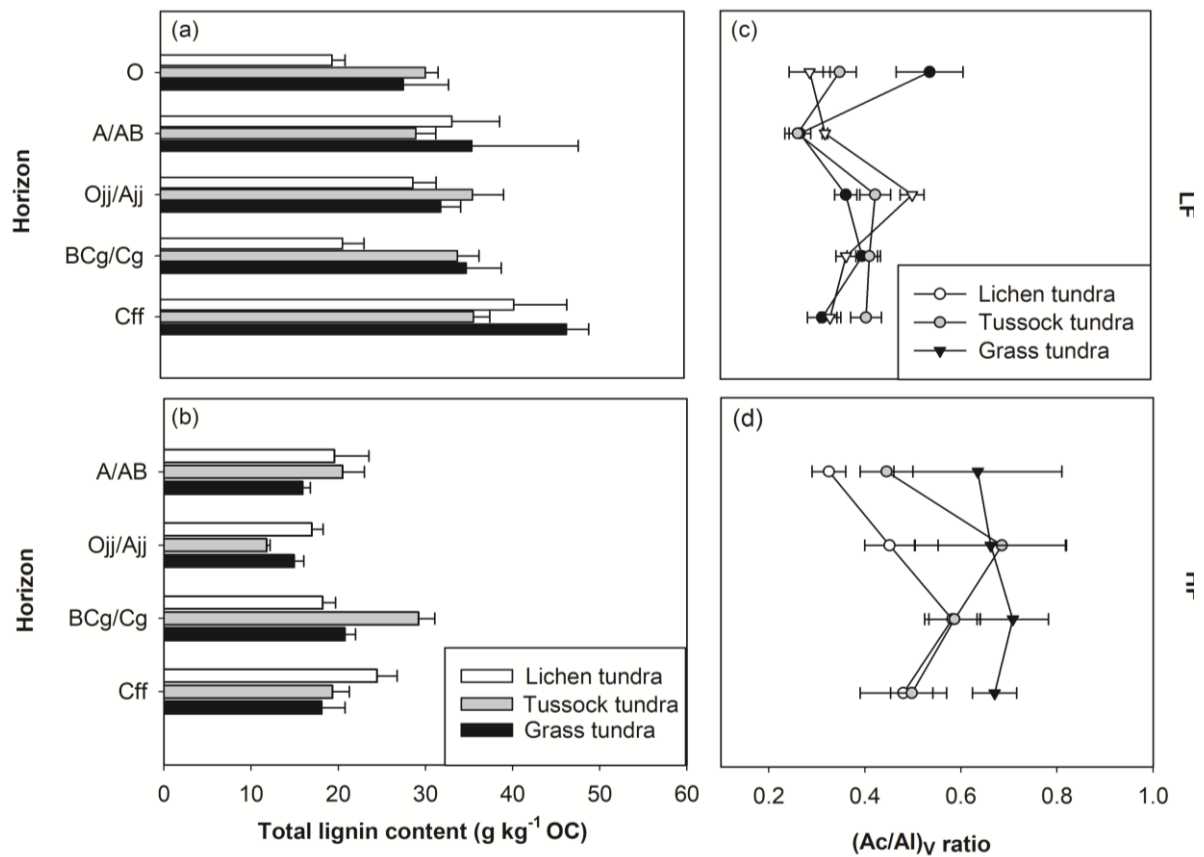 (a)
Horizon
O
A/AB
Ojj/Ajj
BCg/Cg
Cff
(c)
LF
Lichen tundra
Tussock tundra
Grass tundra
(b)
Horizon
A/AB
Ojj/Ajj
BCg/Cg
Cff
Lichen tundra
Tussock tundra
Grass tundra
0 10 20 30 40 50 60
Total lignin content (g kg⁻¹ OC)
(d)
HF
0.2 0.4 0.6 0.8 1.0
(Ac/Al)V ratio